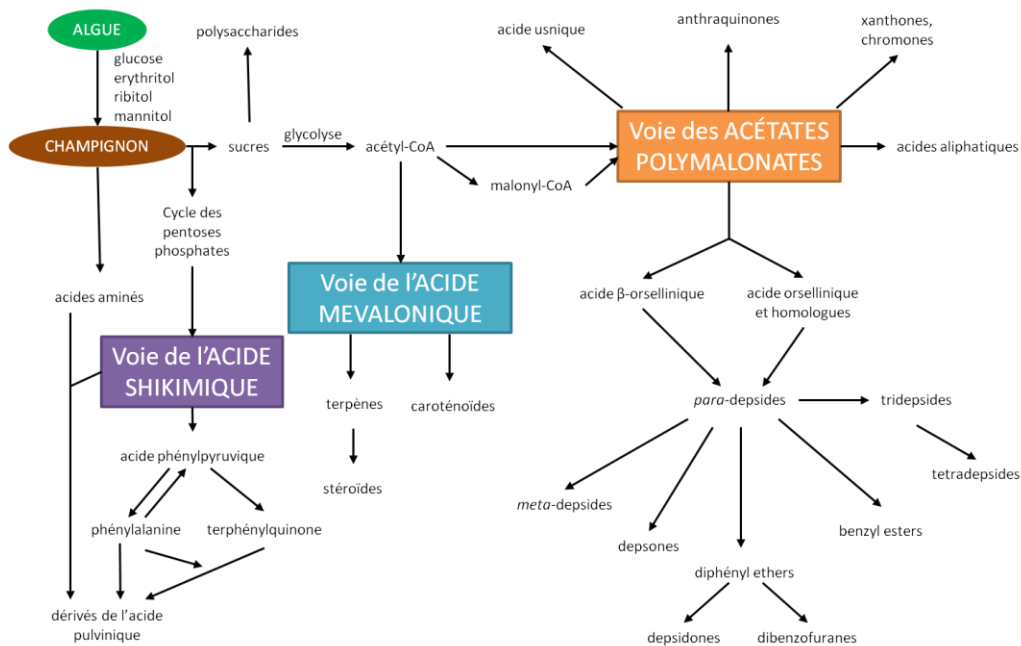 ALGUE
glucose
erythritol
ribitol
mannitol
CHAMPIGNON
polysaccharides
sucres
glycolyse
acétyl-CoA
malonyl-CoA
acide usnique
anthraquinones
xanthones,
chromones
Voie des ACÉTATES
POLYMALONATES
acides aliphatiques
Cycle des
pentoses
phosphates
acides aminés
Voie de l’ACIDE
MEVALONIQUE
Voie de l’ACIDE
SHIKIMIQUE
terpènes
caroténoïdes
stéroïdes
acide phénylpyruvique
phénylalanine
terphénylquinone
dérivés de l’acide
pulvinique
acide β-orsellinique
acide orsellinique
et homologues
para-depsides
tridepsides
tetradepsides
meta-depsides
depsones
benzyl esters
diphényl ethers
depsidones
dibenzofuranes